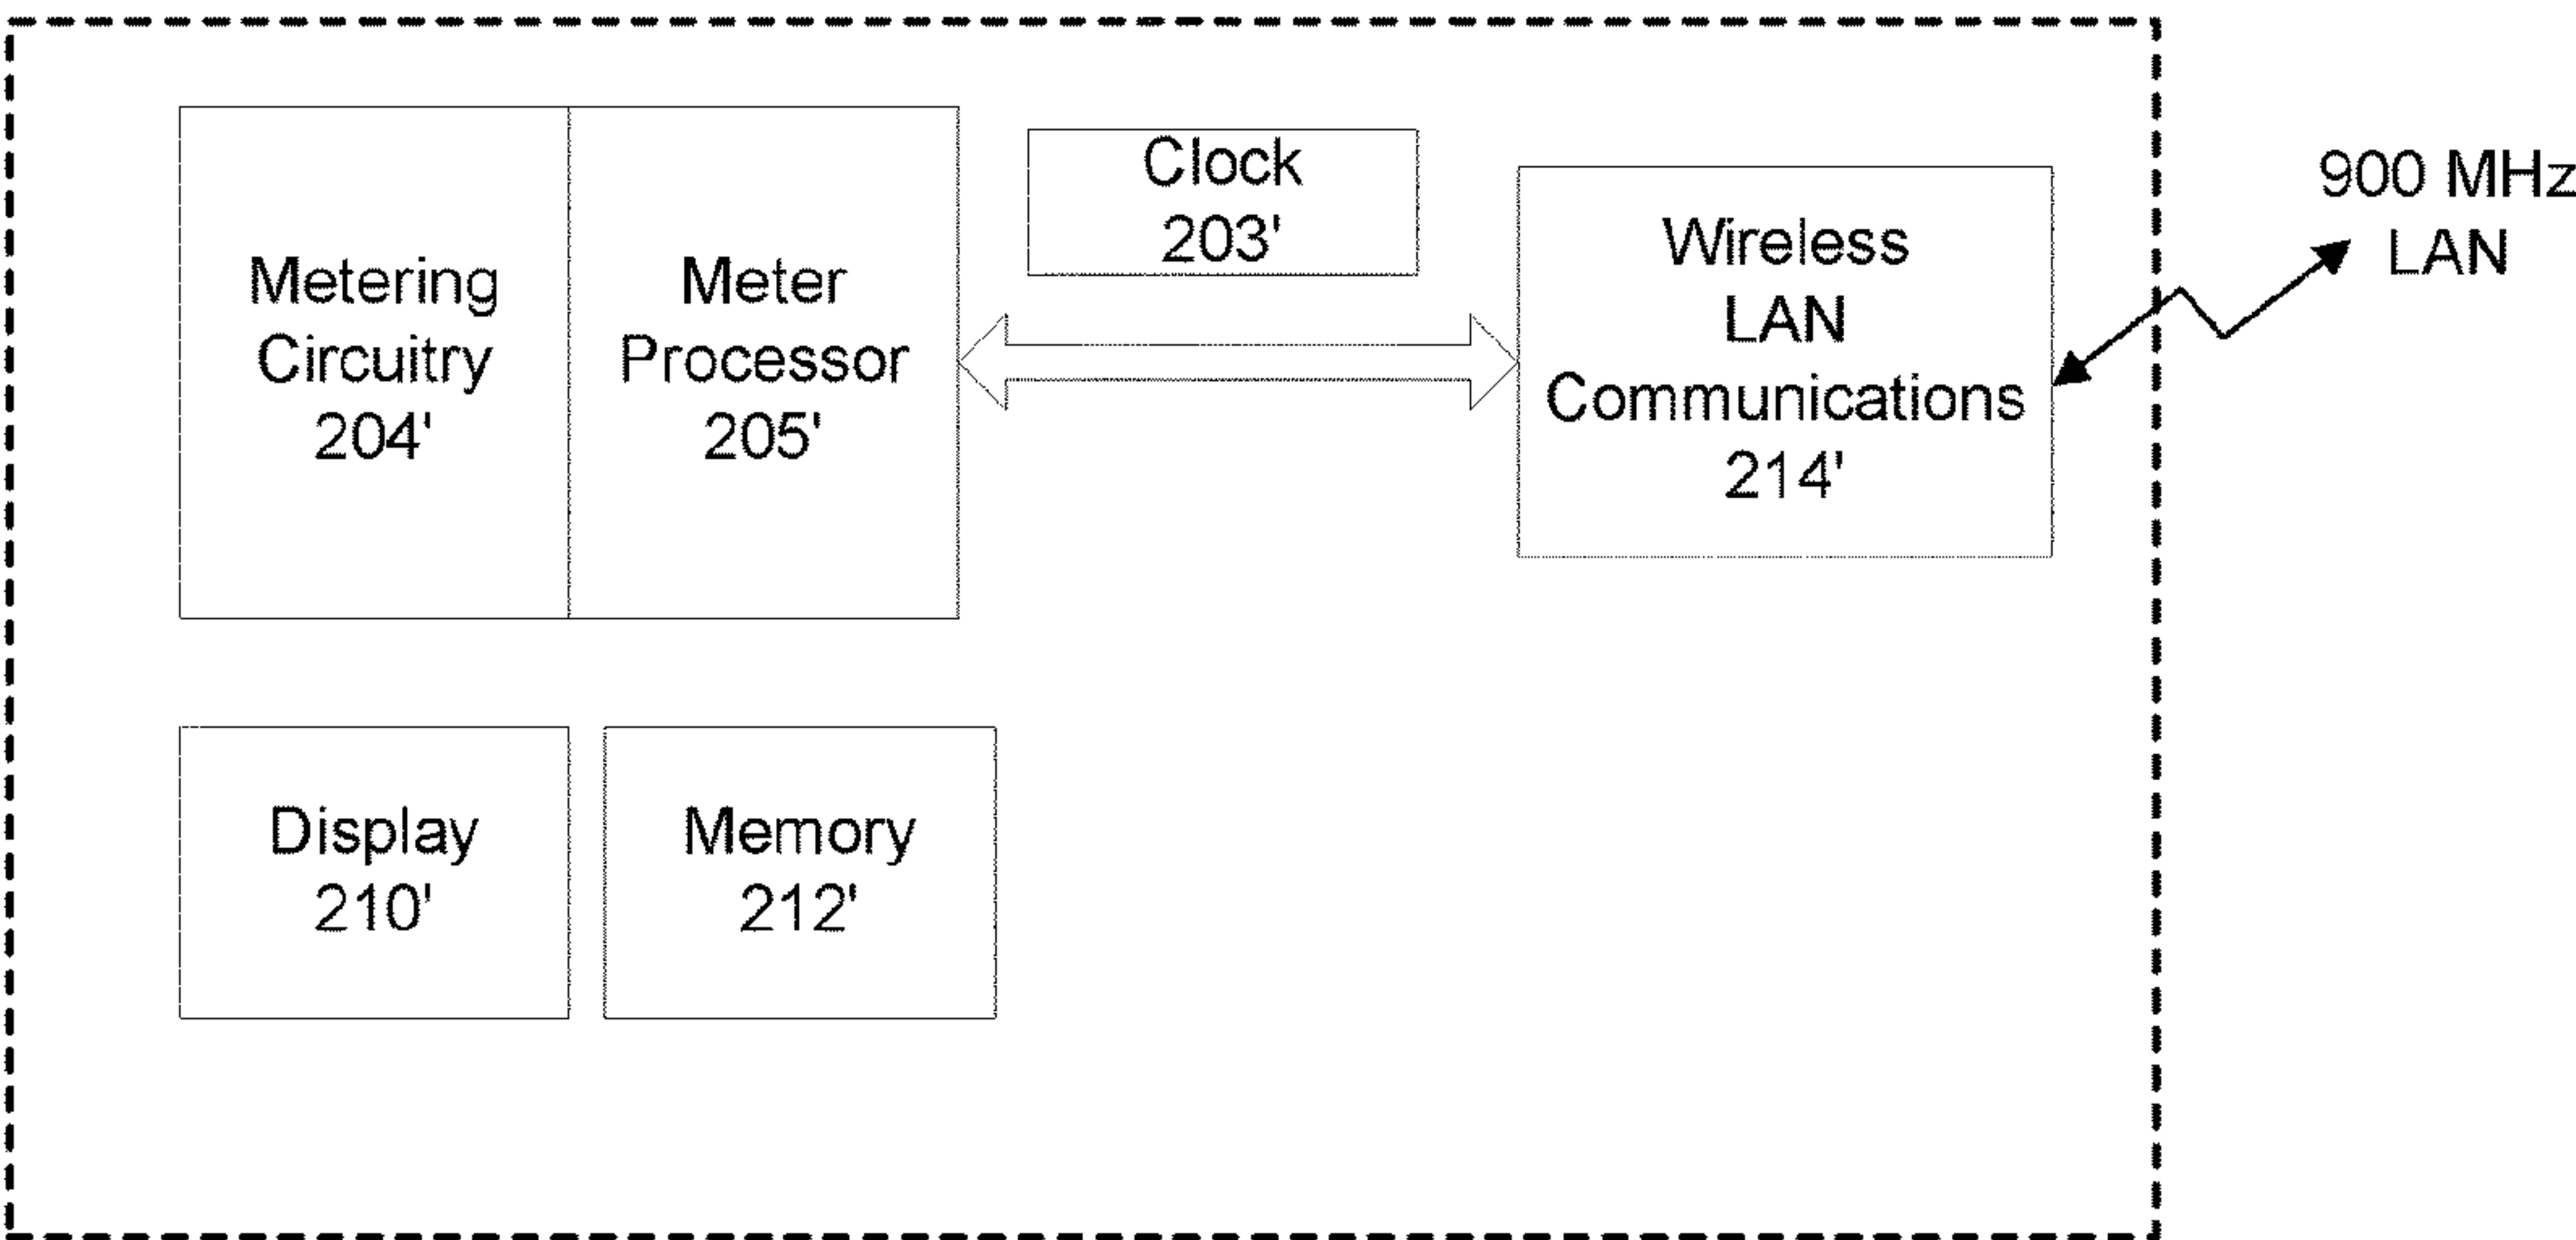 Metering
Circuitry
204'
Meter
Processor
205'
Clock
203'
Wireless
LAN
Communications
214'
900 MHz
LAN
Display
210'
Memory
212'